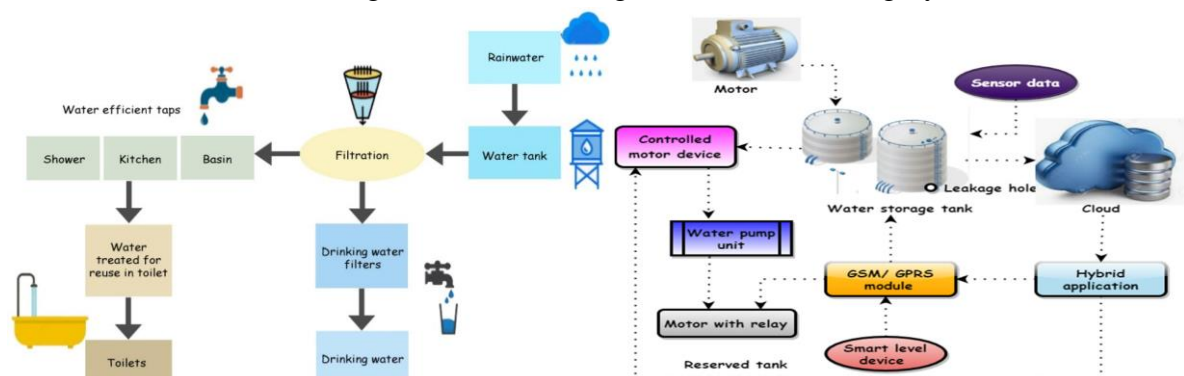 Rainwater
Water efficient taps
Shower
Kitchen
Basin
Filtration
Water tank
Water
treated for
reuse in toilet
Drinking water
filters
Toilets
Drinking water
Motor
Sensor data
Controlled
motor device
Leakage hole
Water storage tank
Cloud
Water pump
unit
GSM/ GPRS
module
Hybrid
application
Motor with relay
Smart level
device
Reserved tank